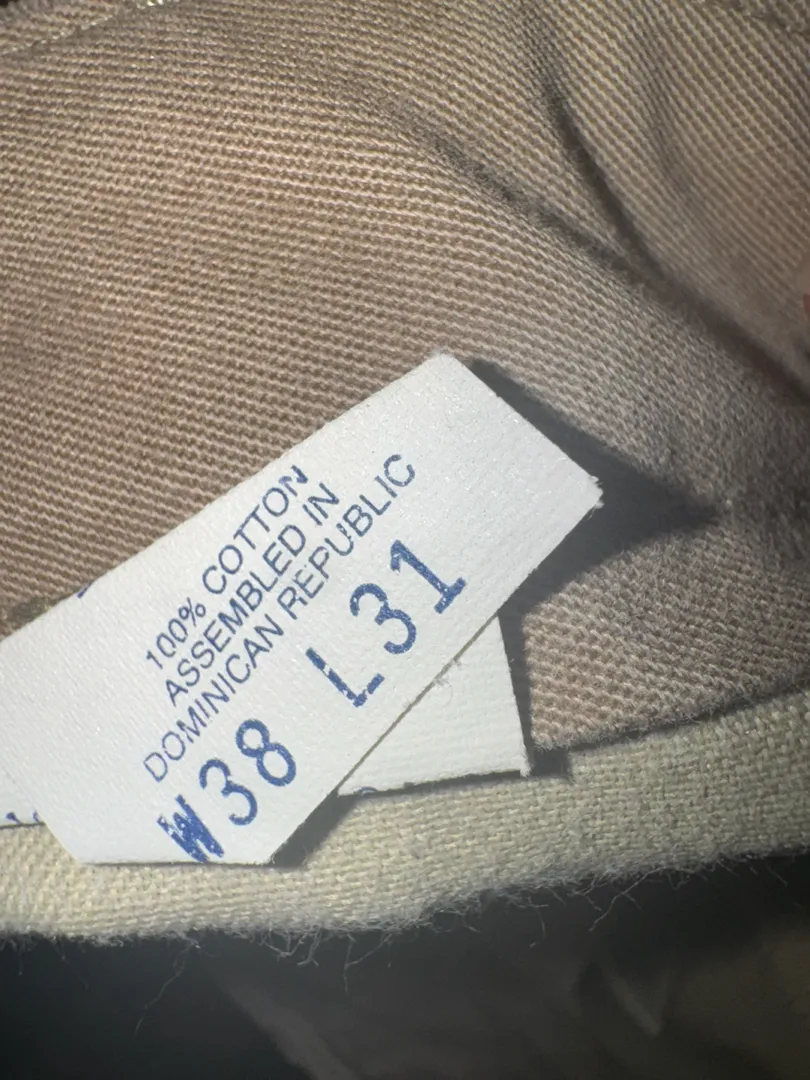 100% COTTON
ASSEMBLED IN
DOMINICAN REPUBLIC
W38 L31